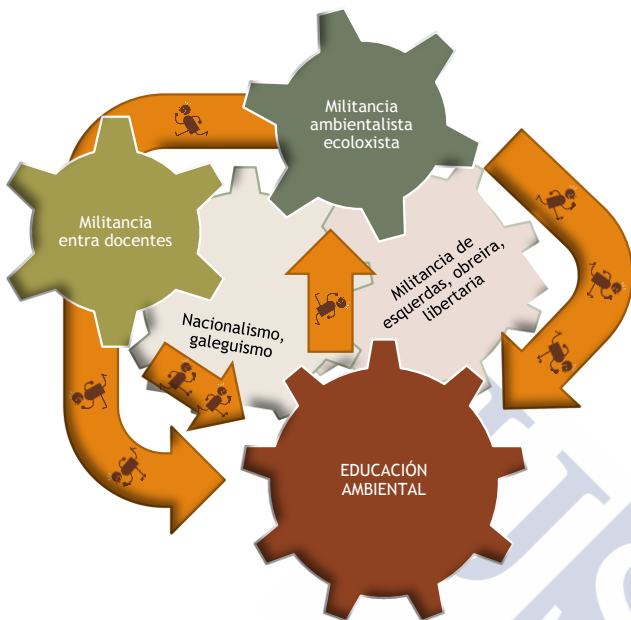 Militancia
ambientalista
ecoloxista
Militancia
entra docentes
Militancia de
esquerdas, obreira,
libertaria
Nacionalismo,
galeguismo
EDUCACIÓN
AMBIENTAL